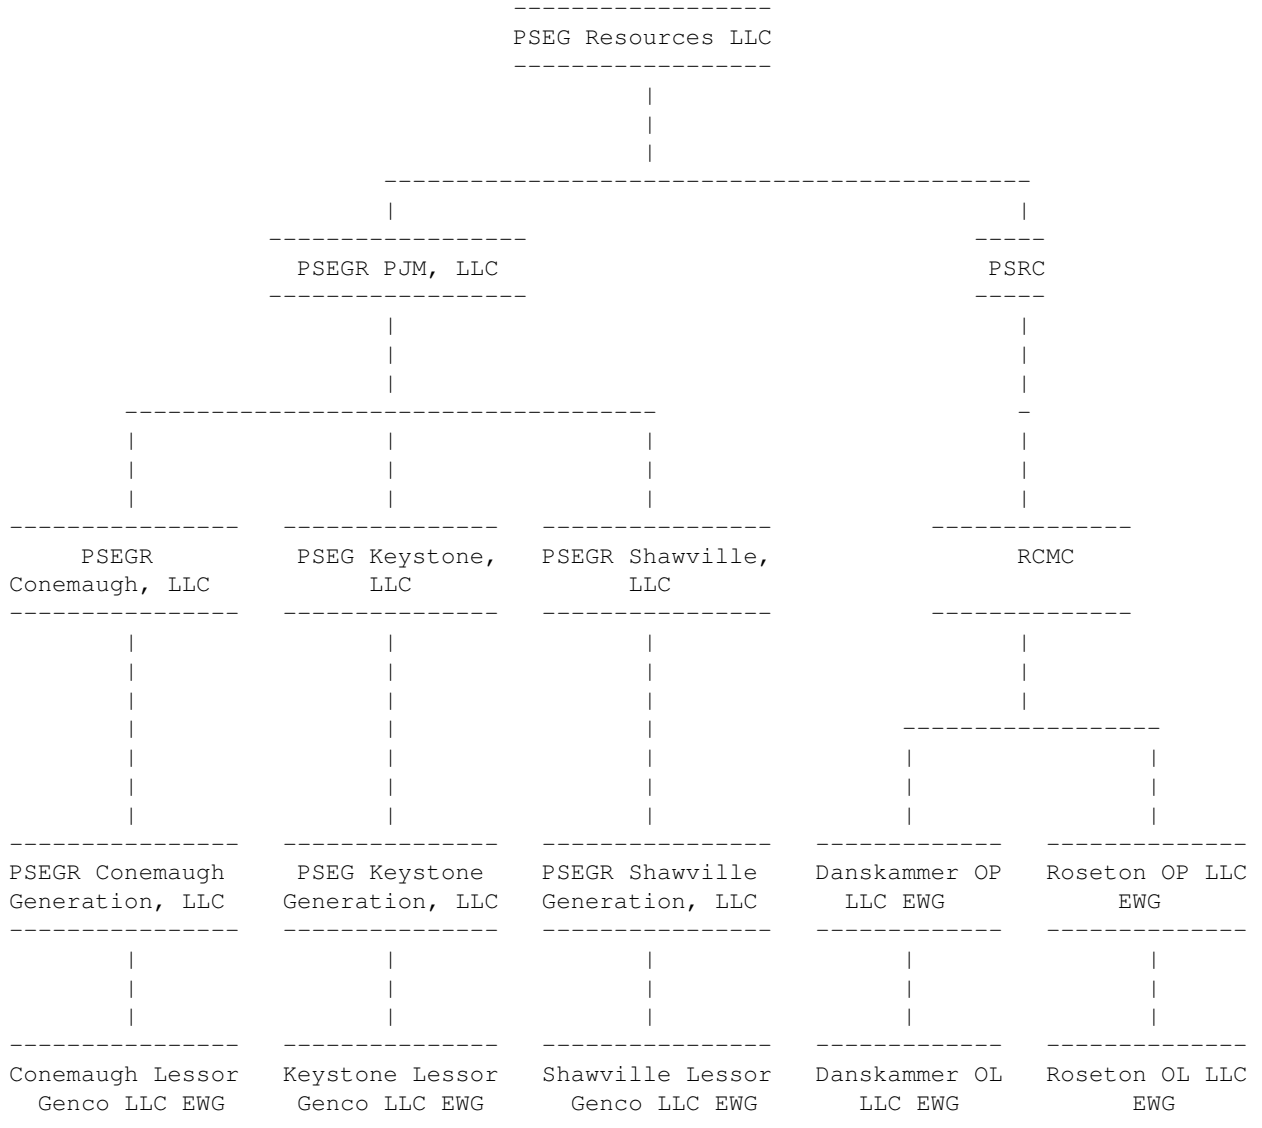 PSEG Resources LLC
PSEGR PJM, LLC PSRC
PSEGR PSEG Keystone, PSEGR Shawville, RCMC
Conemaugh, LLC LLC LLC
PSEGR Conemaugh PSEG Keystone PSEGR Shawville Danskammer OP Roseton OP LLC
Generation, LLC Generation, LLC Generation, LLC LLC EWG EWG
Conemaugh Lessor Keystone Lessor Shawville Lessor Danskammer OL Roseton OL LLC
Genco LLC EWG Genco LLC EWG Genco LLC EWG LLC EWG EWG